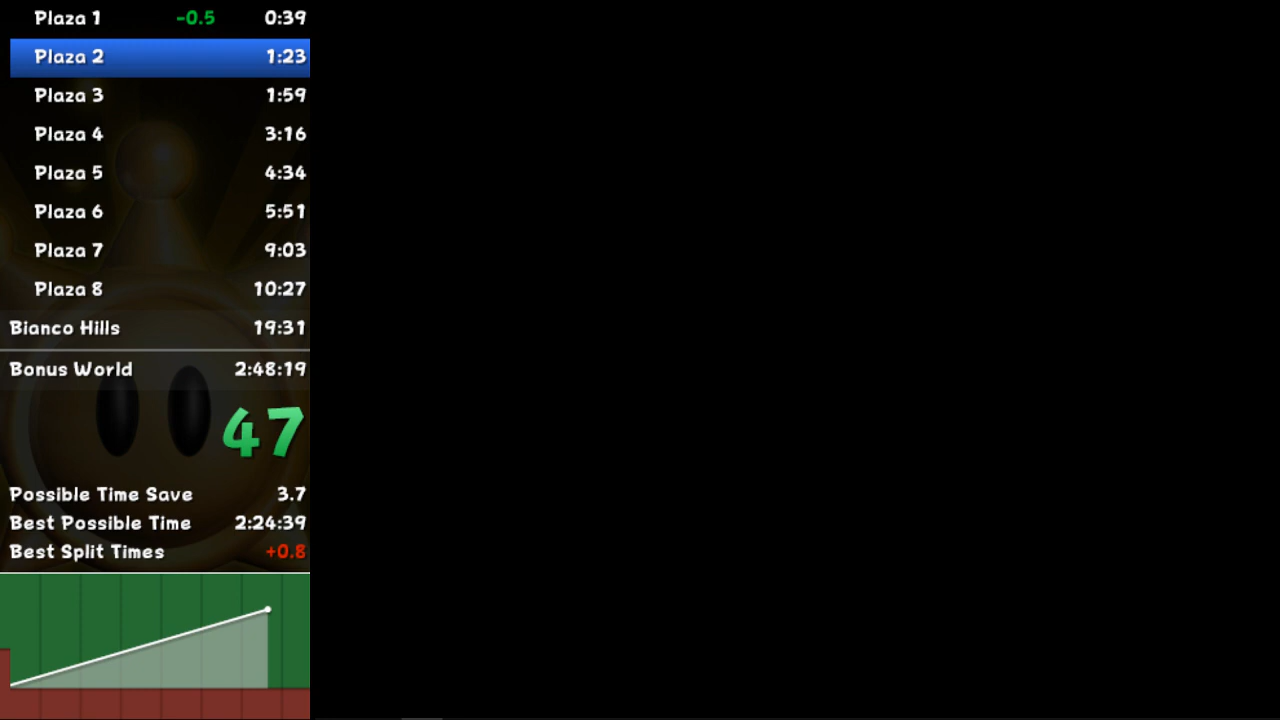 Plaza 1 -0.5 0:39
Plaza 2 1:23
Plaza 3 1:59
Plaza 4 3:16
Plaza 5 4:34
Plaza 6 5:51
Plaza 7 9:03
Plaza 8 10:27
Bianco Hills 19:31
Bonus World 2:48:19
47
Possible Time Save 3.7
Best Possible Time 2:24:39
Best Split Times +0.8